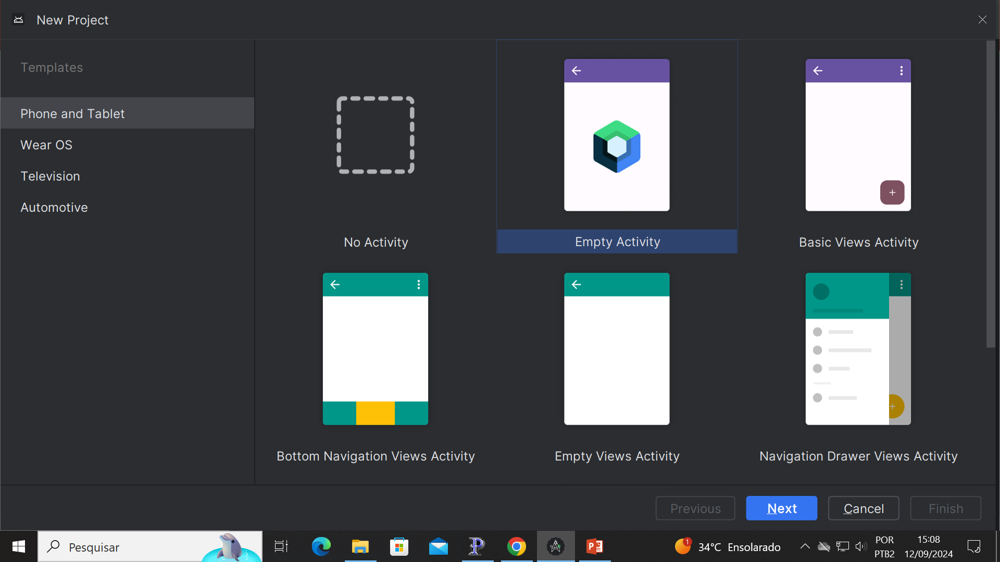 New Project
Templates
Phone and Tablet
Wear OS
Television
Automotive
No Activity
Empty Activity
Basic Views Activity
Bottom Navigation Views Activity
Empty Views Activity
Navigation Drawer Views Activity
Previous
Next
Cancel
Finish
Pesquisar
1
34°C Ensolarado
POR
PTB2
15:08
12/09/2024